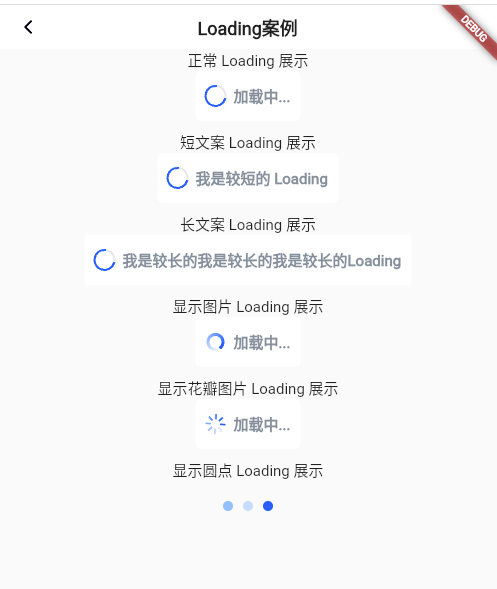 Loading案例
DEBUG
正常 Loading 展示
加载中...
短文案 Loading 展示
我是较短的 Loading
长文案 Loading 展示
我是较长的我是较长的我是较长的Loading
显示图片 Loading 展示
加载中...
显示花瓣图片 Loading 展示
加载中...
显示圆点 Loading 展示